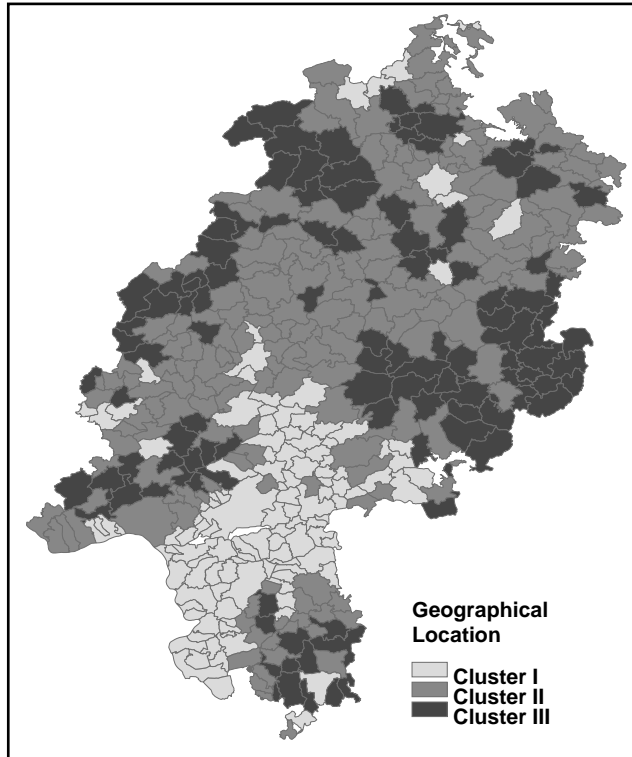 Geographical
Location
Cluster I
Cluster II
Cluster III